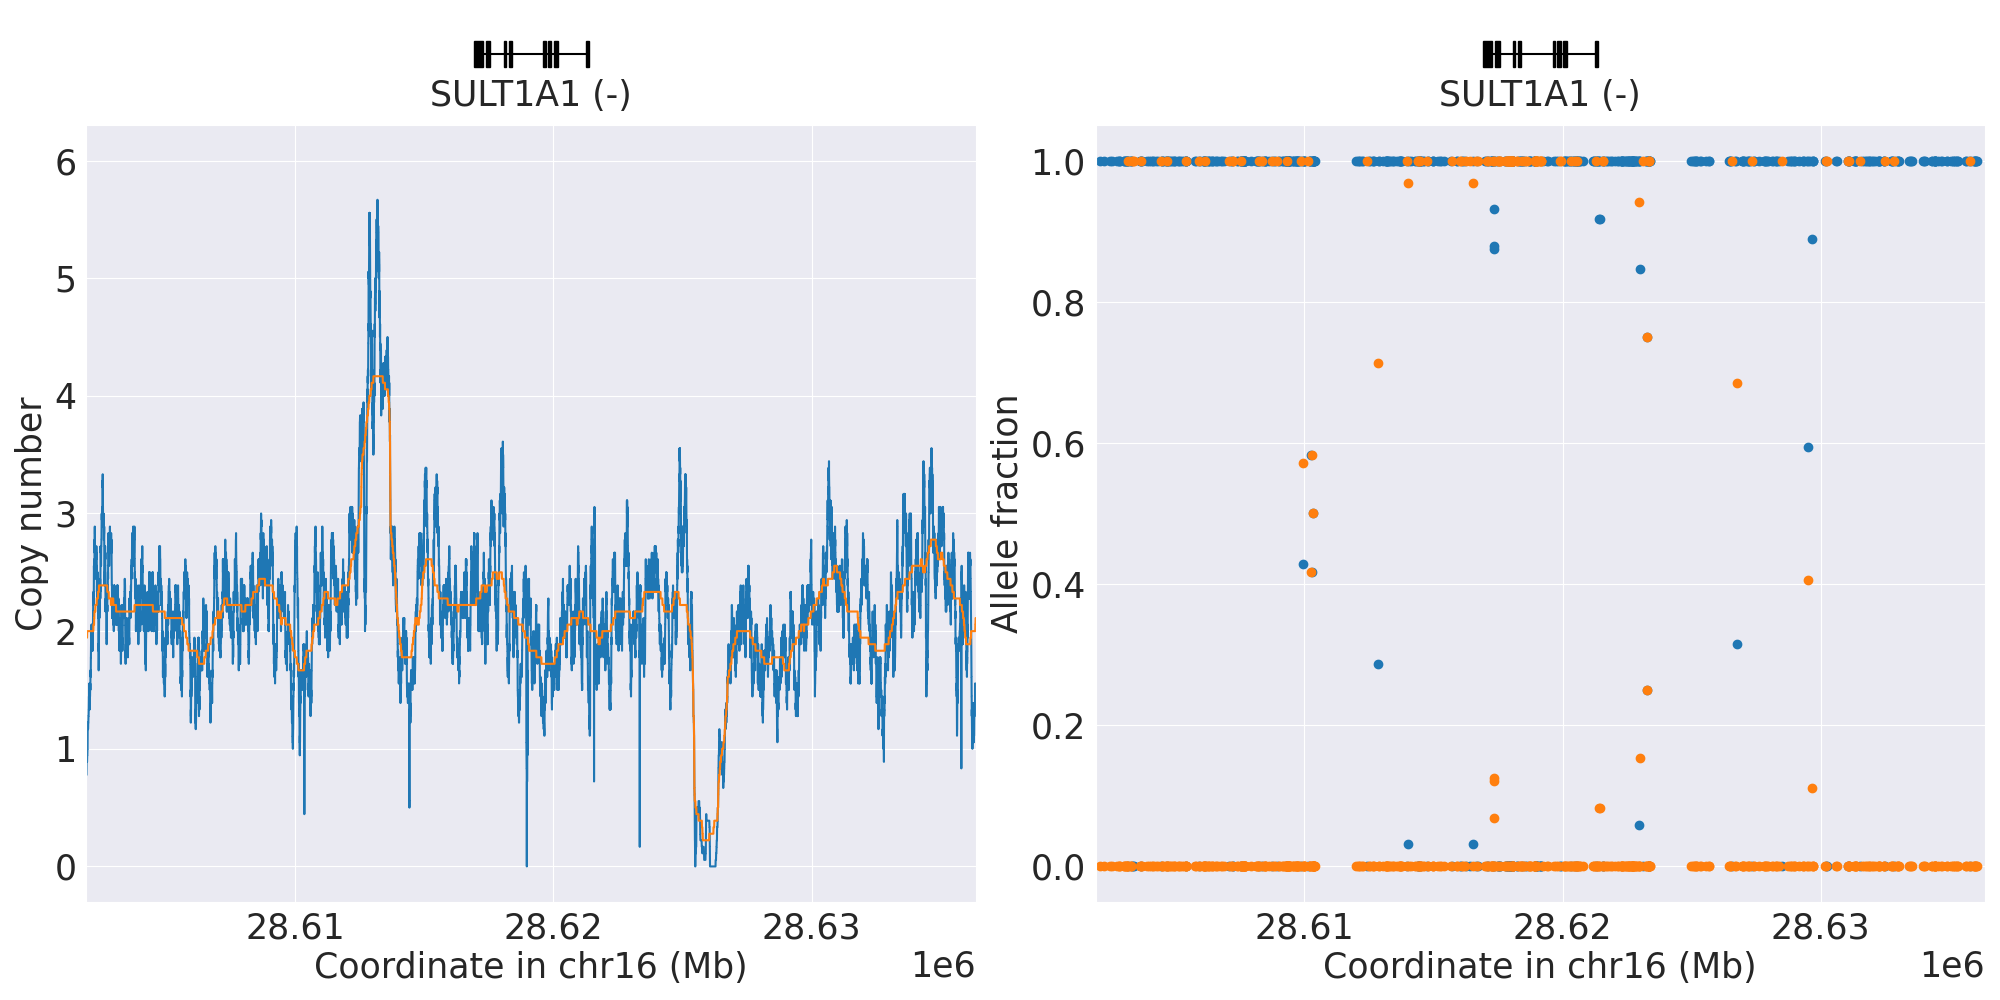 SULT1A1 (-)
6
5
4
3
2
1
0
Copy number
28.61
28.62
28.63
Coordinate in chr16 (Mb)
1e6
SULT1A1 (-)
1.0
0.8
0.6
0.4
0.2
0.0
Allele fraction
28.61
28.62
28.63
Coordinate in chr16 (Mb)
1e6